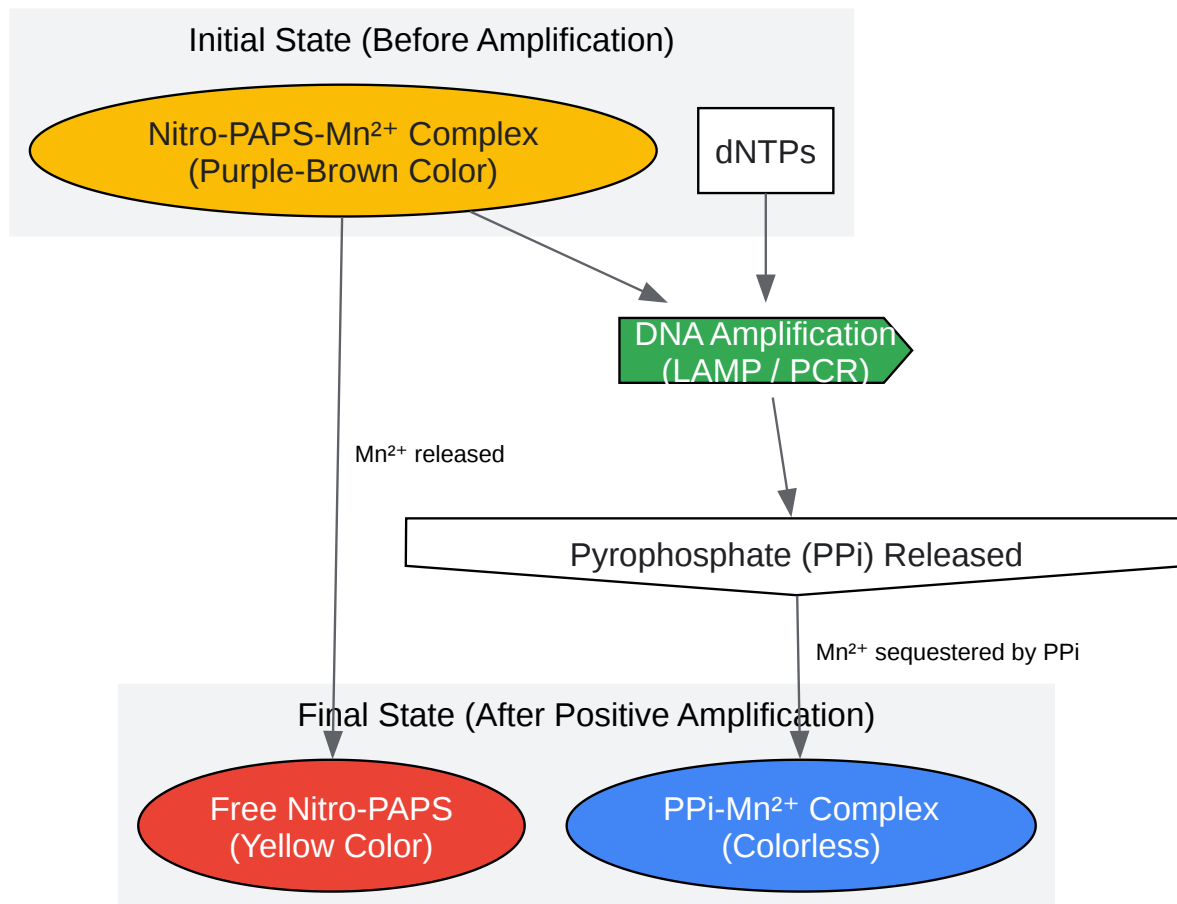 Initial State (Before Amplification)
Nitro-PAPS-Mn²⁺ Complex
(Purple-Brown Color)
dNTPs
DNA Amplification
(LAMP / PCR)
Mn²⁺ released
Pyrophosphate (PPi) Released
Mn²⁺ sequestered by PPi
Final State (After Positive Amplification)
Free Nitro-PAPS
(Yellow Color)
PPi-Mn²⁺ Complex
(Colorless)